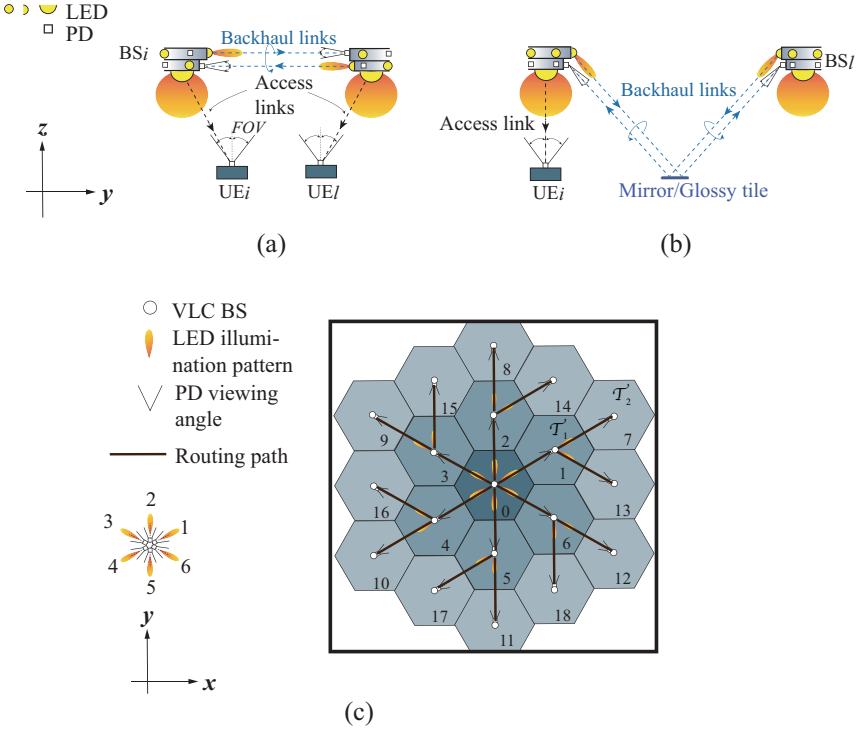 LED
PD
BSi
Backhaul links
Access
links
FOV
UEi
UEl
z
y
(a)
BSl
Backhaul links
Access link
UEi
Mirror/Glossy tile
(b)
VLC BS
LED illumi-
nation pattern
PD viewing
angle
Routing path
2
3
1
4
6
5
y
x
8
15
14
𝒯′2
9
2
𝒯′1
7
3
1
16
0
13
4
6
10
5
12
17
18
11
(c)